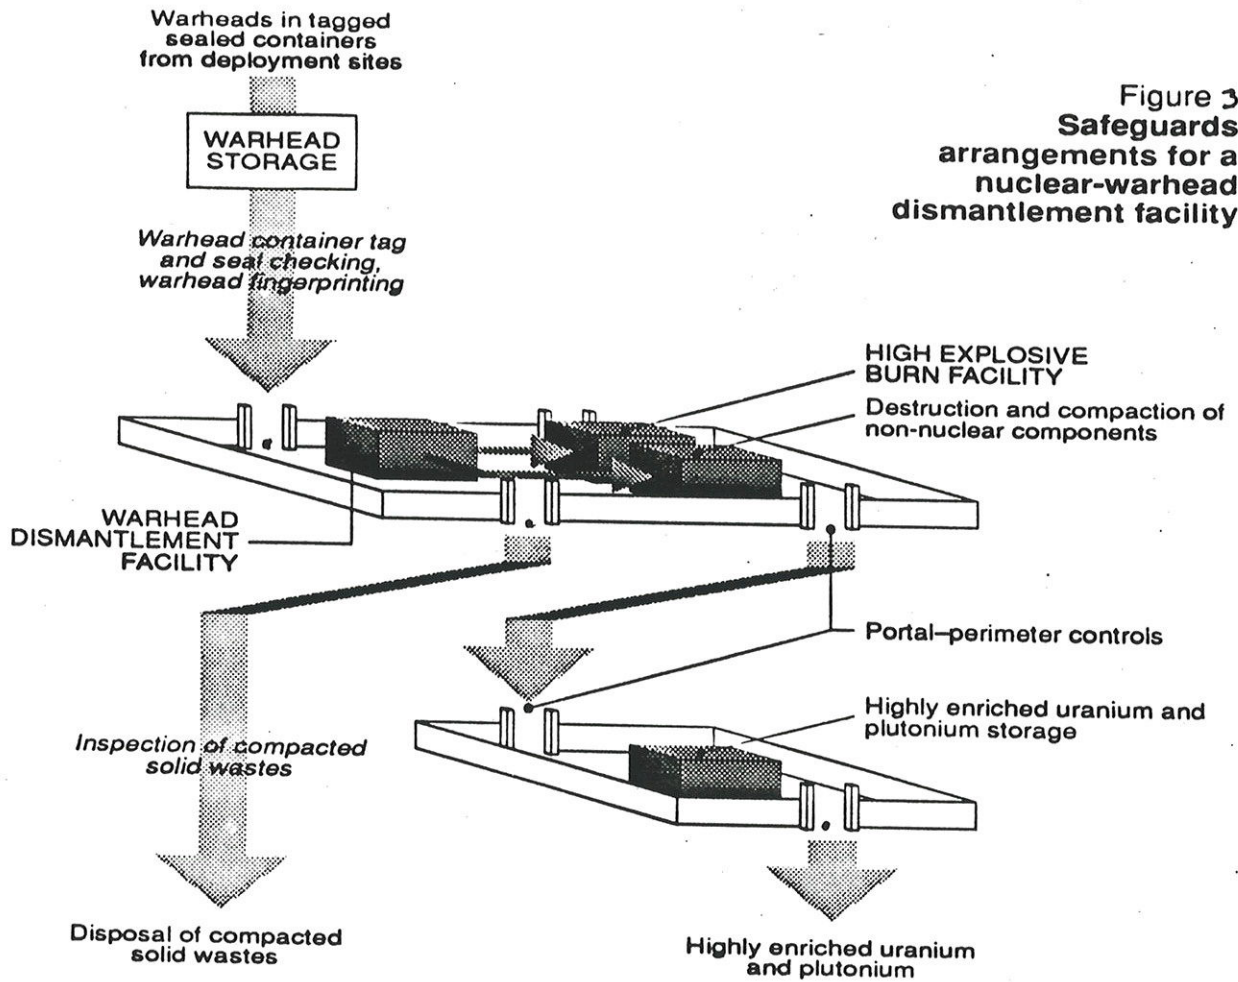 Warheads in tagged
sealed containers
from deployment sites
WARHEAD
STORAGE
Figure 3
Safeguards
arrangements for a
nuclear-warhead
dismantlement facility
Warhead container tag
and seal checking,
warhead fingerprinting
HIGH EXPLOSIVE
BURN FACILITY
Destruction and compaction of
non-nuclear components
WARHEAD
DISMANTLEMENT
FACILITY
Portal–perimeter controls
Highly enriched uranium and
plutonium storage
Inspection of compacted
solid wastes
Disposal of compacted
solid wastes
Highly enriched uranium
and plutonium